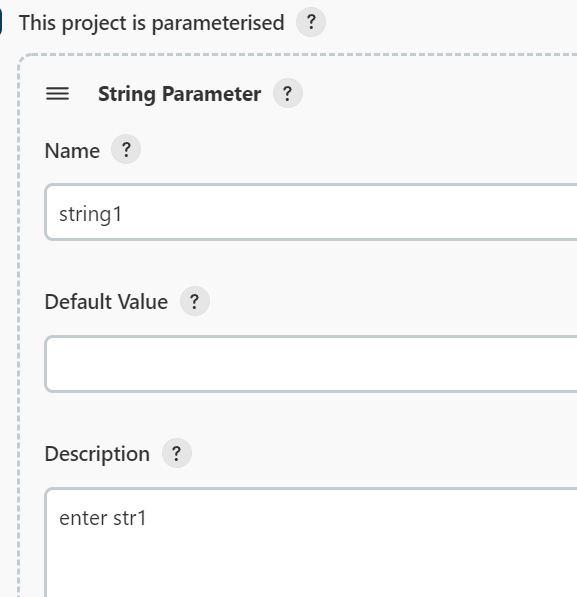 This project is parameterised ?
String Parameter ?
Name ?
string1
Default Value ?
Description ?
enter str1